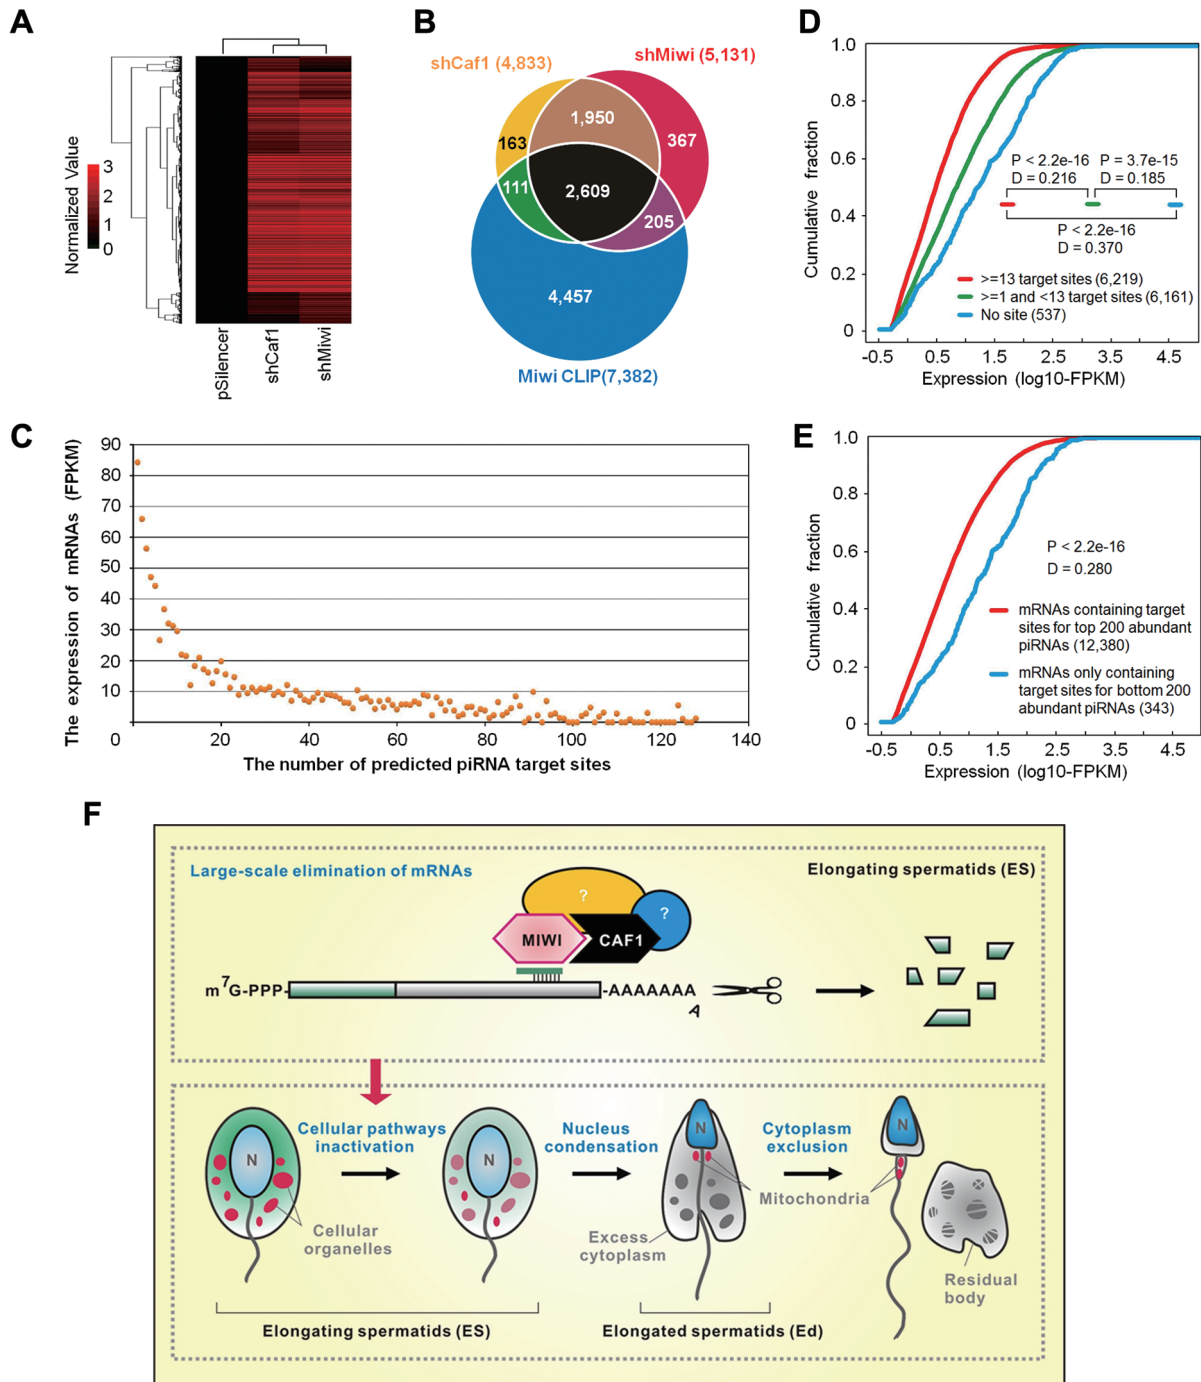 A
Normalized Value
3
2
1
0
pSilencer
shCaf1
shMiwi
B
shCaf1 (4,833)
shMiwi (5,131)
1,950
367
163
111
2,609
205
4,457
Miwi CLIP(7,382)
C
The expression of mRNAs (FPKM)
90
80
70
60
50
40
30
20
10
0
20
40
60
80
100
120
140
The number of predicted piRNA target sites
D
Cumulative fraction
1.0
0.8
0.6
0.4
0.2
0
P < 2.2e-16
D = 0.216
P = 3.7e-15
D = 0.185
P < 2.2e-16
D = 0.370
>=13 target sites (6,219)
>=1 and <13 target sites (6,161)
No site (537)
-0.5
0.5
1.5
2.5
3.5
4.5
Expression (log10-FPKM)
E
Cumulative fraction
1.0
0.8
0.6
0.4
0.2
0
P < 2.2e-16
D = 0.280
mRNAs containing target
sites for top 200 abundant
piRNAs (12,380)
mRNAs only containing
target sites for bottom 200
abundant piRNAs (343)
-0.5
0.5
1.5
2.5
3.5
4.5
Expression (log10-FPKM)
F
Large-scale elimination of mRNAs
Elongating spermatids (ES)
?
?
MIWI
CAF1
m7G-PPP-
-AAAAAAA
A
Cellular pathways
inactivation
Nucleus
condensation
Cytoplasm
exclusion
N
N
N
N
Cellular
organelles
Mitochondria
Excess
cytoplasm
Residual
body
Elongating spermatids (ES)
Elongated spermatids (Ed)